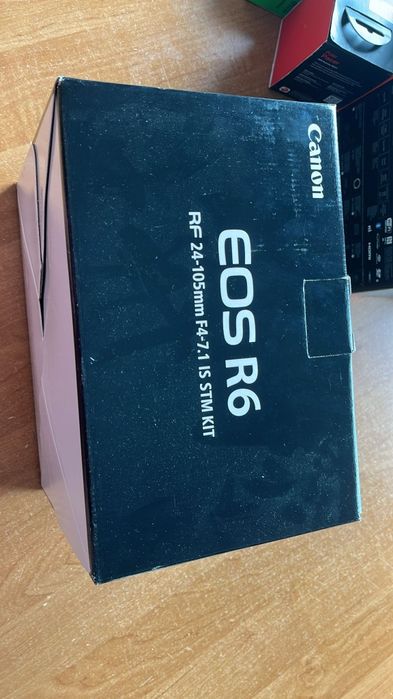 Canon
EOS R6
RF 24-105mm F4-7.1 IS STM KIT